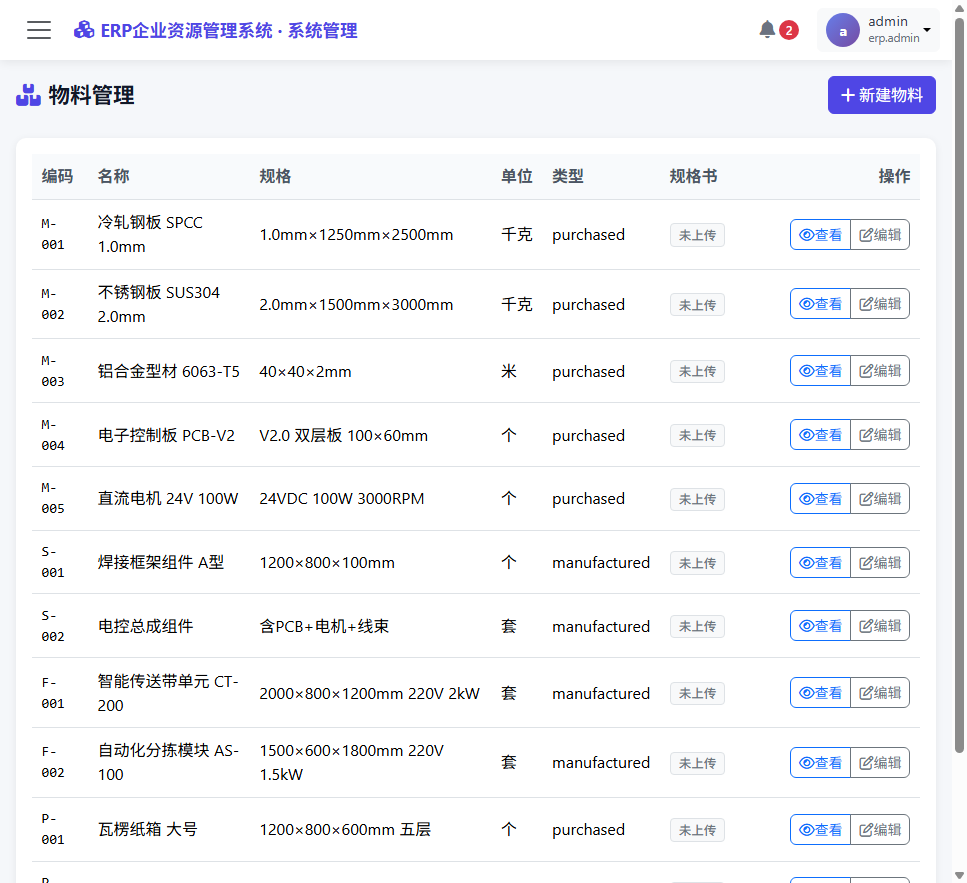 ERP企业资源管理系统 · 系统管理
2
a
admin
erp.admin
物料管理
新建物料
编码 名称 规格 单位 类型 规格书 操作
M-001 冷轧钢板 SPCC 1.0mm 1.0mm×1250mm×2500mm 千克 purchased 未上传 查看 编辑
M-002 不锈钢板 SUS304 2.0mm 2.0mm×1500mm×3000mm 千克 purchased 未上传 查看 编辑
M-003 铝合金型材 6063-T5 40×40×2mm 米 purchased 未上传 查看 编辑
M-004 电子控制板 PCB-V2 V2.0 双层板 100×60mm 个 purchased 未上传 查看 编辑
M-005 直流电机 24V 100W 24VDC 100W 3000RPM 个 purchased 未上传 查看 编辑
S-001 焊接框架组件 A型 1200×800×100mm 个 manufactured 未上传 查看 编辑
S-002 电控总成组件 含PCB+电机+线束 套 manufactured 未上传 查看 编辑
F-001 智能传送带单元 CT-200 2000×800×1200mm 220V 2kW 套 manufactured 未上传 查看 编辑
F-002 自动化分拣模块 AS-100 1500×600×1800mm 220V 1.5kW 套 manufactured 未上传 查看 编辑
P-001 瓦楞纸箱 大号 1200×800×600mm 五层 个 purchased 未上传 查看 编辑